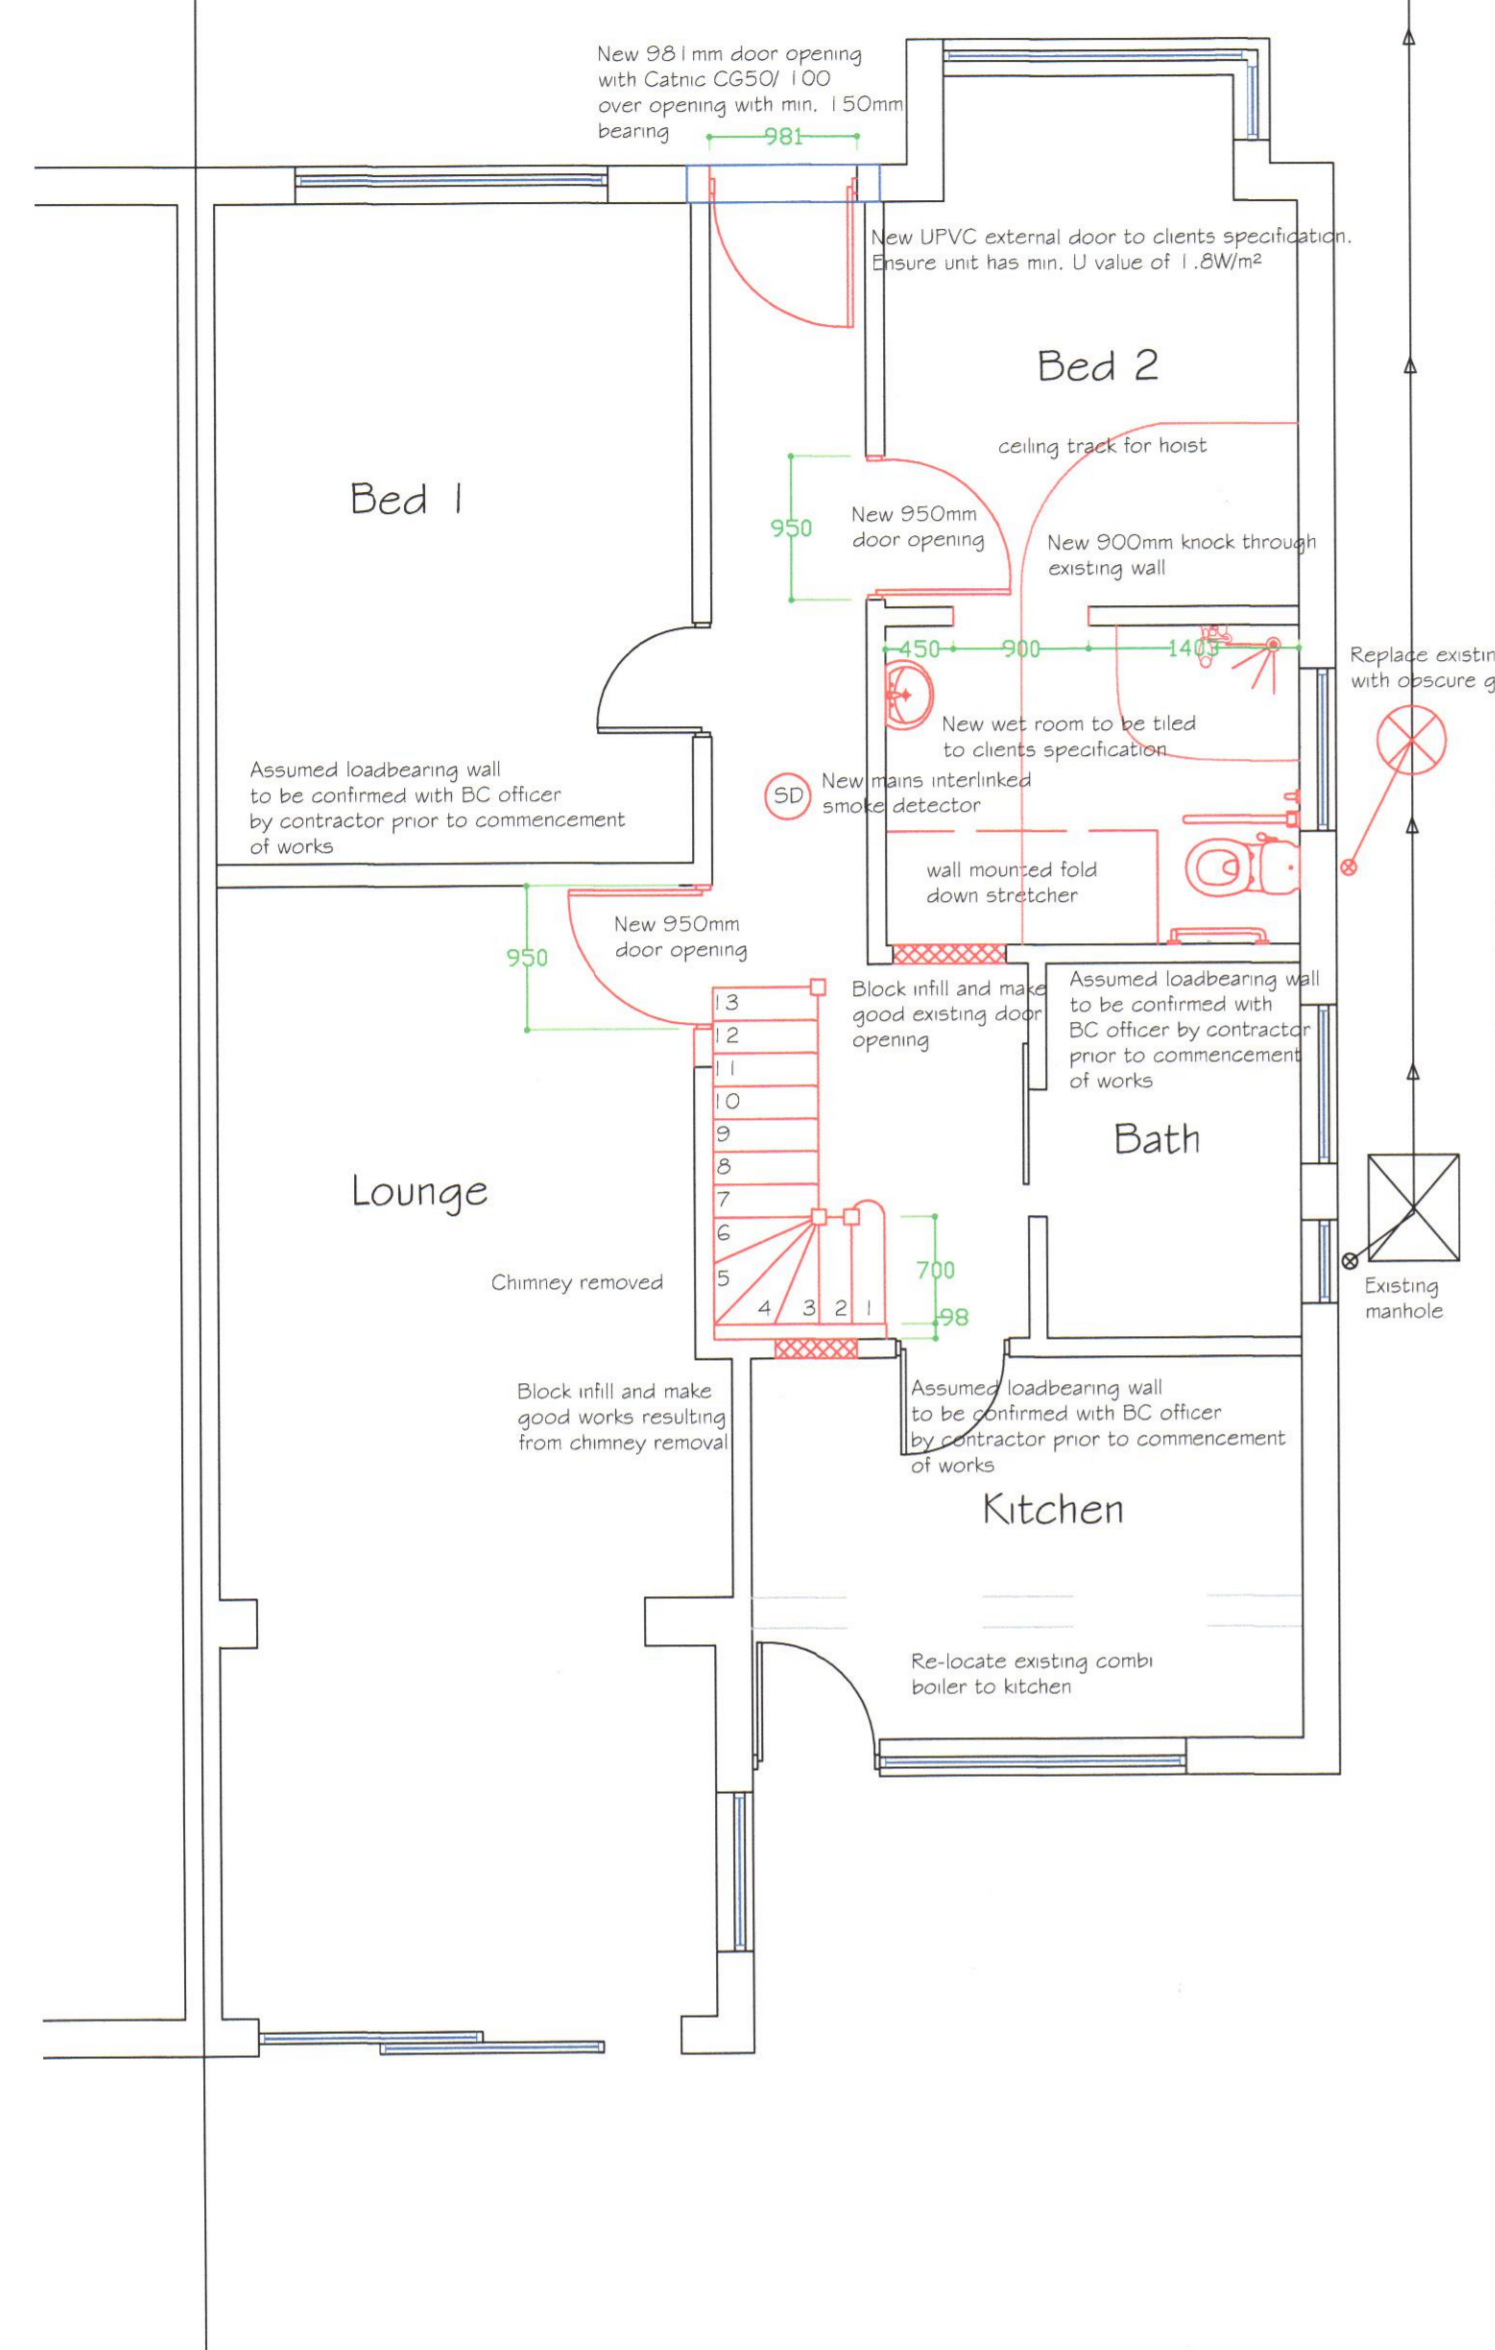 New 981mm door opening
with Catnic CG50/ 100
over opening with min. 150mm
bearing
981
New UPVC external door to clients specification.
Ensure unit has min. U value of 1.8W/m²
Bed 2
ceiling track for hoist
Bed 1
950
New 950mm
door opening
New 900mm knock through
existing wall
450
900
1403
Replace existin
with obscure g
New wet room to be tiled
to clients specification
Assumed loadbearing wall
to be confirmed with BC officer
by contractor prior to commencement
of works
SD
New mains interlinked
smoke detector
wall mounted fold
down stretcher
New 950mm
door opening
950
Block infill and make
good existing door
opening
Assumed loadbearing wall
to be confirmed with
BC officer by contractor
prior to commencement
of works
13
12
11
10
9
8
7
6
5
4
3
2
1
Bath
Lounge
700
98
Chimney removed
Existing
manhole
Block infill and make
good works resulting
from chimney removal
Assumed loadbearing wall
to be confirmed with BC officer
by contractor prior to commencement
of works
Kitchen
Re-locate existing combi
boiler to kitchen